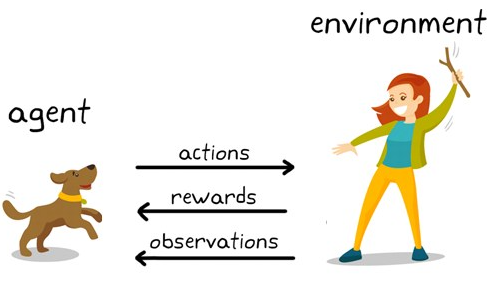 environment
agent
actions
rewards
observations